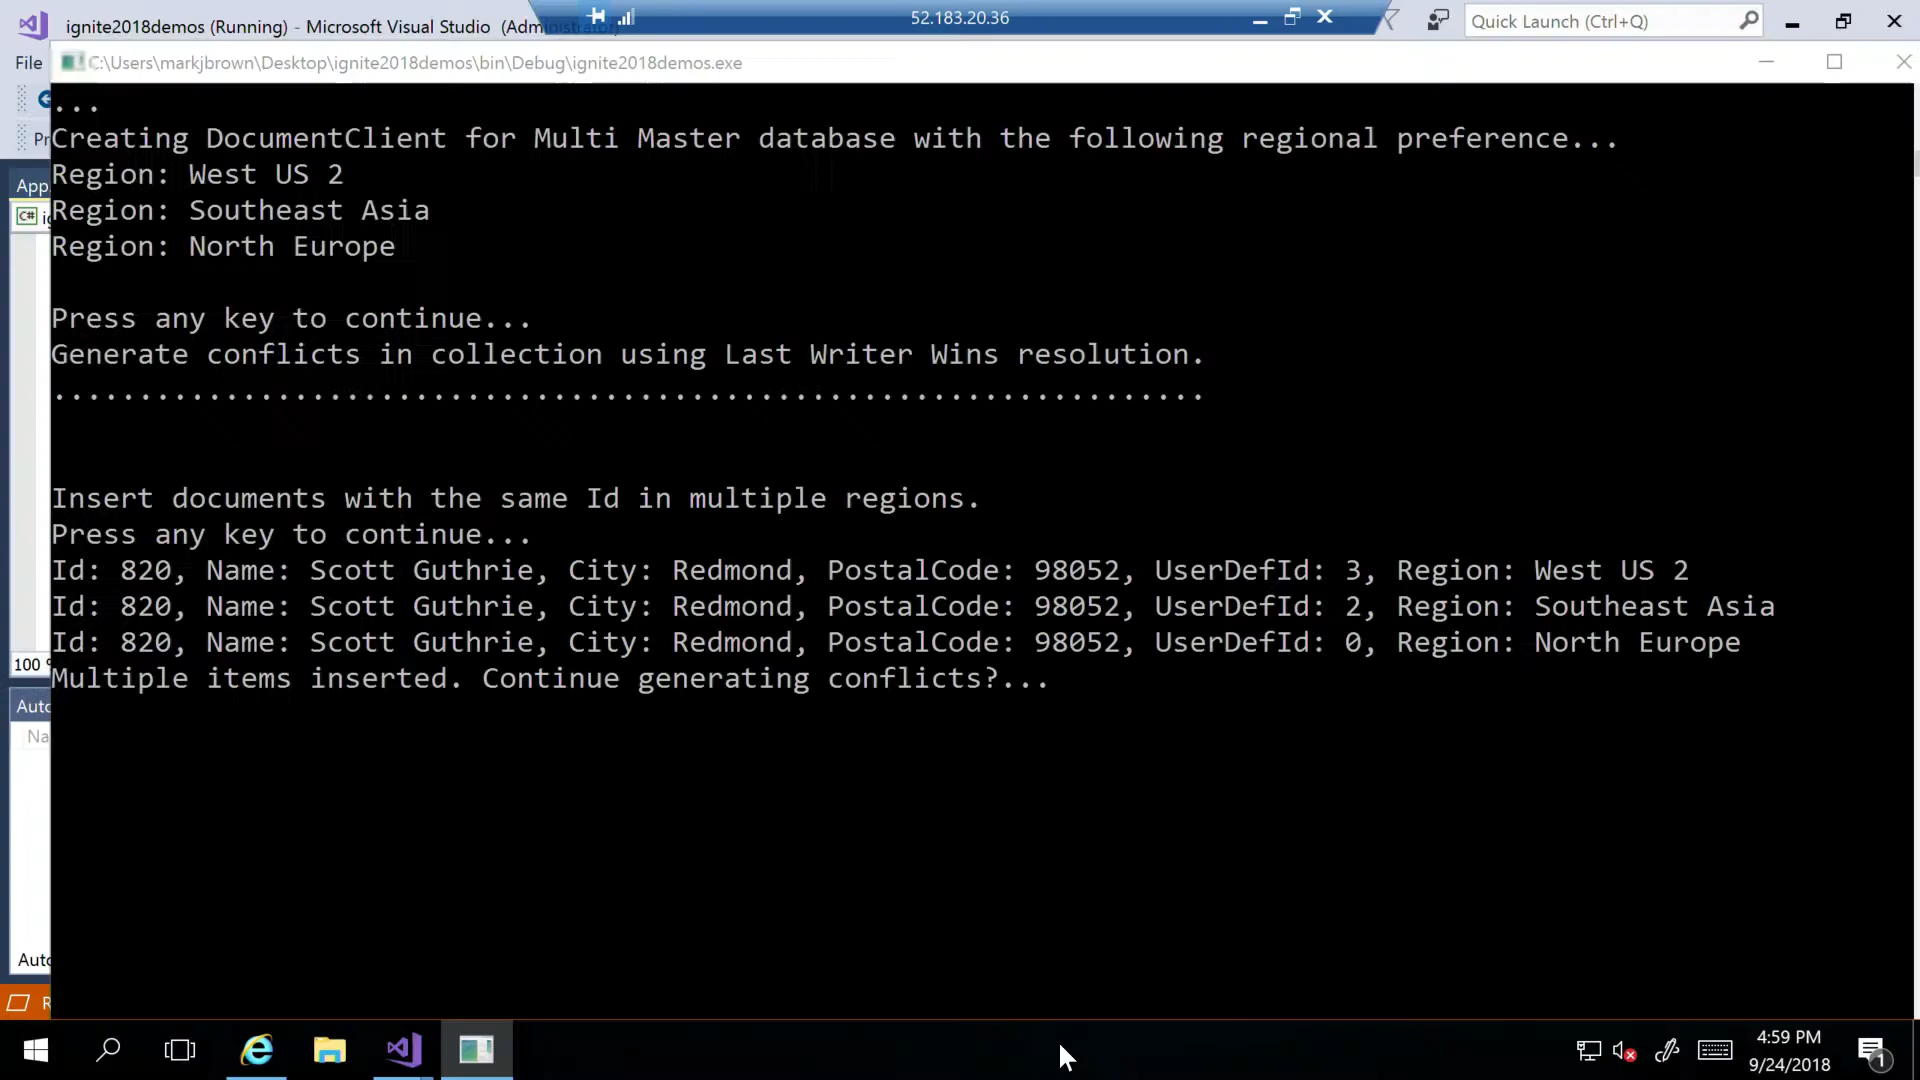 ignite2018demos (Running) - Microsoft Visual Studio (Administrator)
52.183.20.36
Quick Launch (Ctrl+Q)
File
C:\Users\markjbrown\Desktop\ignite2018demos\bin\Debug\ignite2018demos.exe
...
Pr
Creating DocumentClient for Multi Master database with the following regional preference...
Region: West US 2
App
Region: Southeast Asia
C#
Region: North Europe
Press any key to continue...
Generate conflicts in collection using Last Writer Wins resolution.
...................................................................
Insert documents with the same Id in multiple regions.
Press any key to continue...
Id: 820, Name: Scott Guthrie, City: Redmond, PostalCode: 98052, UserDefId: 3, Region: West US 2
Id: 820, Name: Scott Guthrie, City: Redmond, PostalCode: 98052, UserDefId: 2, Region: Southeast Asia
Id: 820, Name: Scott Guthrie, City: Redmond, PostalCode: 98052, UserDefId: 0, Region: North Europe
100 %
Multiple items inserted. Continue generating conflicts?...
Auto
Na
Auto
R
4:59 PM
9/24/2018
1